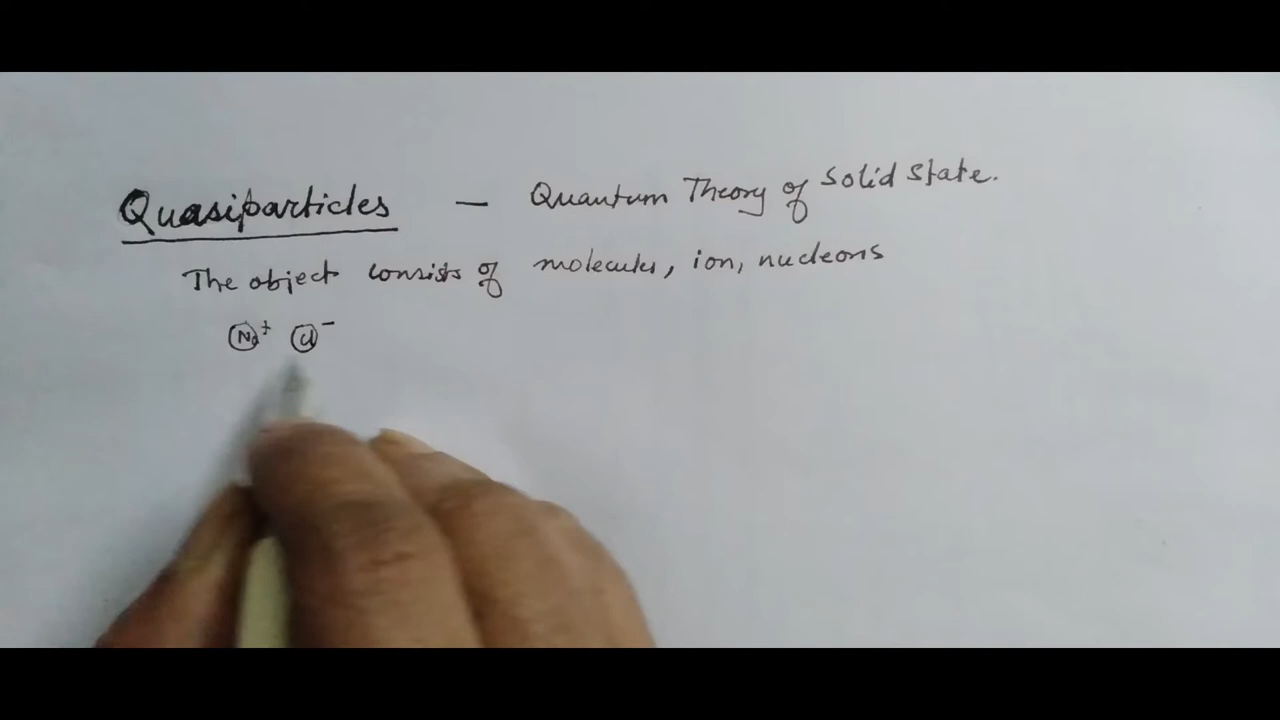 Quasiparticles — Quantum Theory of Solid State.
The object consists of molecules, ion, nucleons
Na+ Cl−